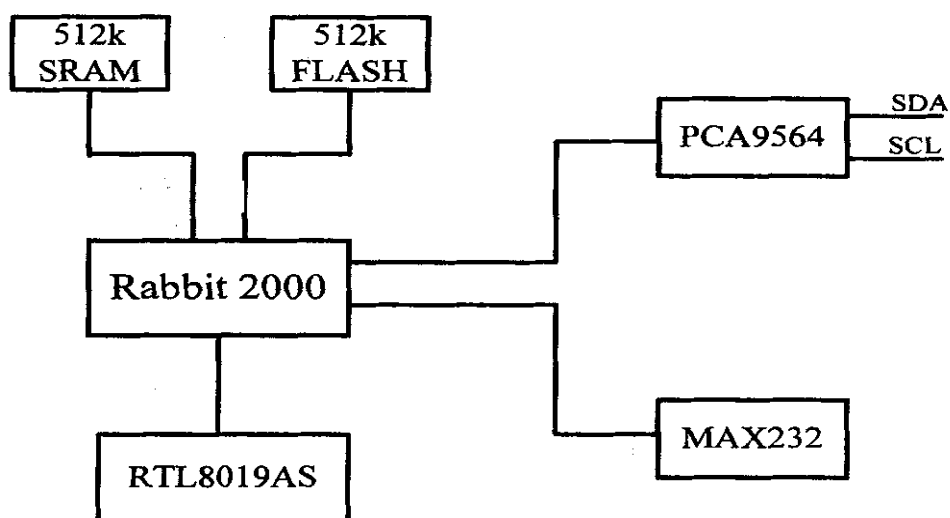 512k
SRAM
512k
FLASH
SDA
PCA9564
SCL
Rabbit 2000
MAX232
RTL8019AS